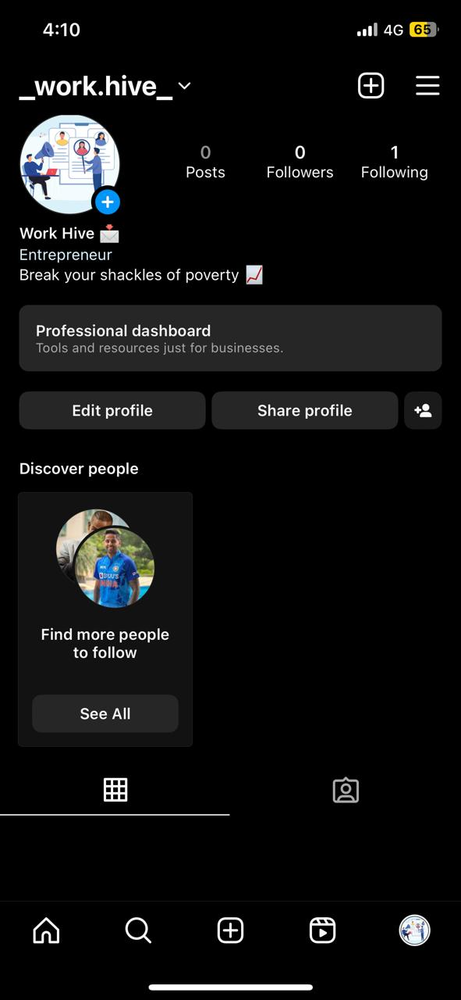 4:10
4G 65
_work.hive_
0 0 1
Posts Followers Following
Work Hive
Entrepreneur
Break your shackles of poverty
Professional dashboard
Tools and resources just for businesses.
Edit profile Share profile
Discover people
BYJU'S
INDIA
Find more people
to follow
See All